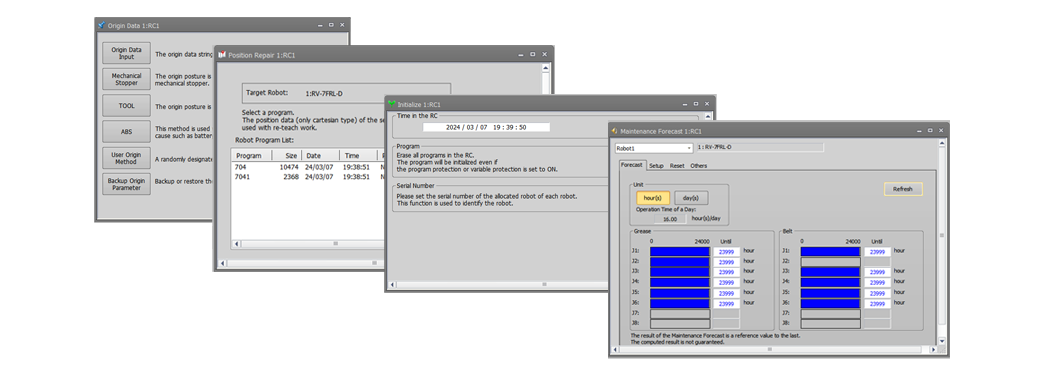 Origin Data 1:RC1
Origin Data
Input
The origin data string
Mechanical
Stopper
The origin posture is
mechanical stopper.
TOOL
The origin posture is
ABS
This method is used
cause such as batter
User Origin
Method
A randomly designate
Backup Origin
Parameter
Backup or restore the
Position Repair 1:RC1
Target Robot: 1:RV-7FRL-D
Select a program.
The position data (only cartesian type) of the se
used with re-teach work.
Robot Program List:
Program Size Date Time
704 10474 24/03/07 19:38:51 N
7041 2368 24/03/07 19:38:51 N
Initialize 1:RC1
Time in the RC
2024 / 03 / 07 19 : 39 : 50
Program
Erase all programs in the RC.
The program will be initialized even if
the program protection or variable protection is set to ON.
Serial Number
Please set the serial number of the allocated robot of each robot.
This function is used to identify the robot.
Maintenance Forecast 1:RC1
Robot1 1: RV-7FRL-D
Forecast Setup Reset Others
Unit
hour(s) day(s)
Refresh
Operation Time of a Day:
16.00 hour(s)/day
Grease
0 24000 Until
J1: 23999 hour
J2: 23999 hour
J3: 23999 hour
J4: 23999 hour
J5: 23999 hour
J6: 23999 hour
J7:
J8:
Belt
0 24000 Until
J1: 23999 hour
J2:
J3: 23999 hour
J4: 23999 hour
J5: 23999 hour
J6: 23999 hour
J7:
J8:
The result of the Maintenance Forecast is a reference value to the last.
The computed result is not guaranteed.